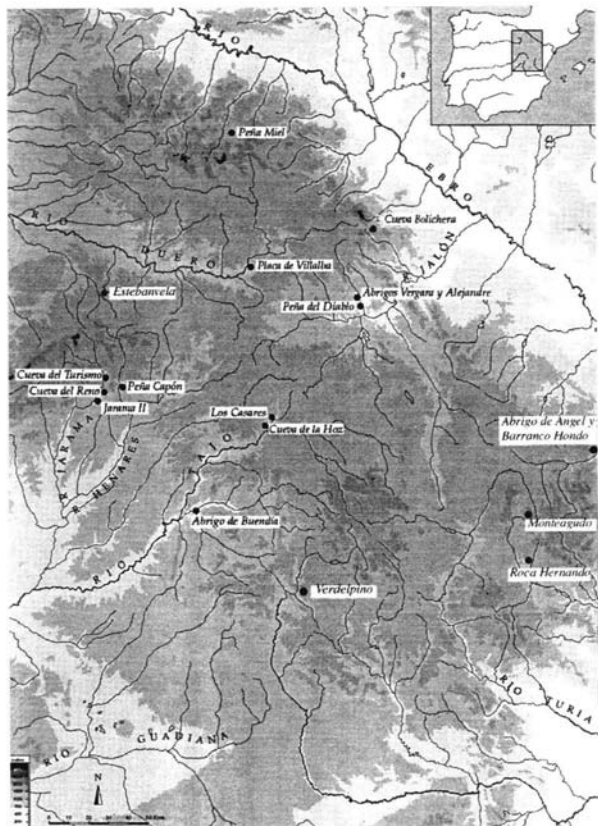 RÍO
EBRO
Peña Miel
Cueva Bolichera
RÍO
DUERO
R. JALÓN
Placa de Villalba
Abrigos Vergara y Alejandre
Peña del Diablo
Estebanvela
Cueva del Turismo
Peña Capón
Cueva del Reno
Jarama II
R. JARAMA
R. HENARES
Los Casares
Cueva de la Hoz
TAJO
RÍO
Abrigo de Angel y
Barranco Hondo
Abrigo de Buendía
Monteagudo
Roca Hernando
Verdelpino
RÍO
TURIA
RÍO
GUADIANA
N